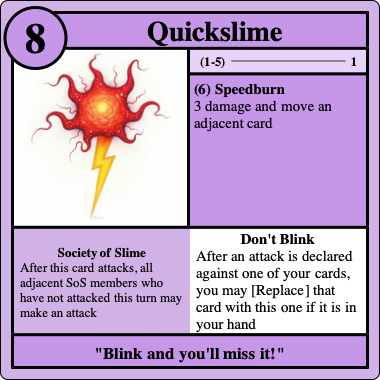 8
Quickslime
(1-5) 1
(6) Speedburn
3 damage and move an
adjacent card
Society of Slime
After this card attacks, all
adjacent SoS members who
have not attacked this turn may
make an attack
Don't Blink
After an attack is declared
against one of your cards,
you may [Replace] that
card with this one if it is in
your hand
"Blink and you'll miss it!"